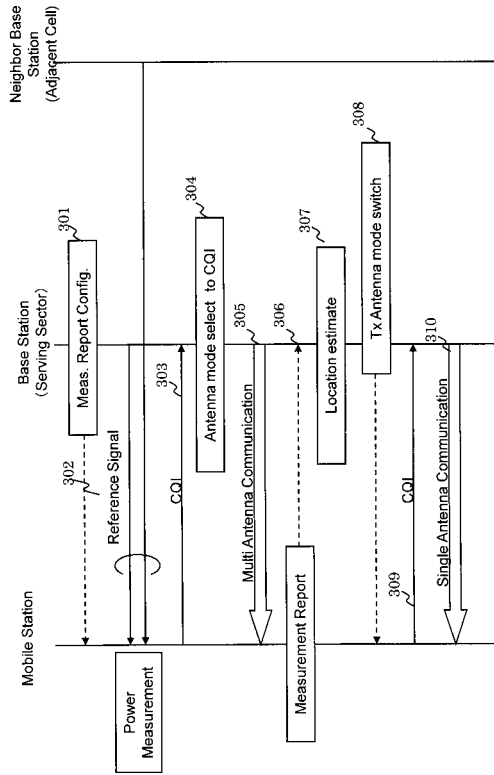 Neighbor Base
Station
(Adjacent Cell)
Base Station
(Serving Sector)
Mobile Station
301
Meas. Report Config.
302
Reference Signal
Power
Measurement
303
CQI
304
Antenna mode select to CQI
305
Multi Antenna Communication
306
Measurement Report
307
Location estimate
308
Tx Antenna mode switch
309
CQI
310
Single Antenna Communication